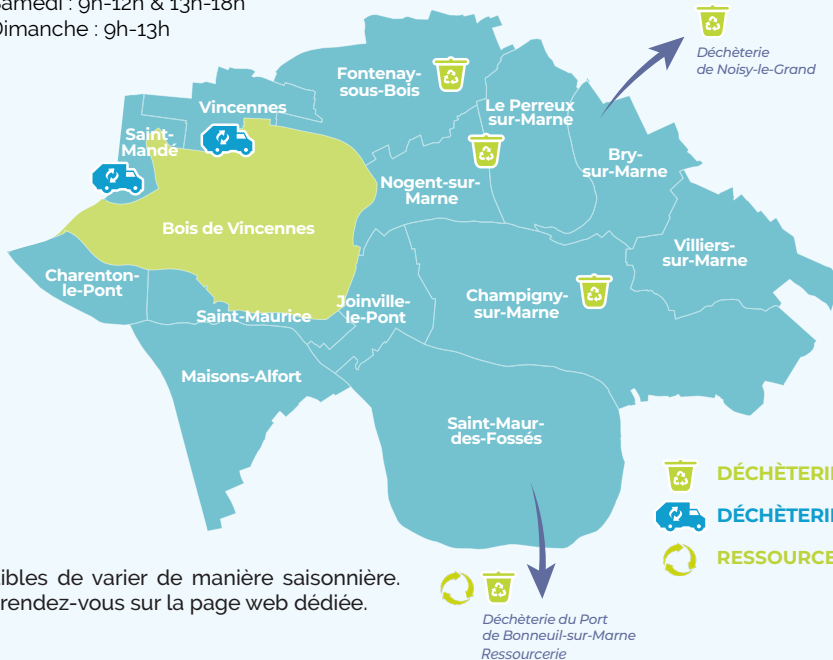 Samedi : 9h-12h & 13h-18h
Dimanche : 9h-13h
Déchèterie
de Noisy-le-Grand
Fontenay-
sous-Bois
Vincennes
Le Perreux
sur-Marne
Saint-
Mandé
Bry-
sur-Marne
Nogent-sur-
Marne
Bois de Vincennes
Villiers-
sur-Marne
Charenton-
le-Pont
Joinville-
le-Pont
Champigny-
sur-Marne
Saint-Maurice
Maisons-Alfort
Saint-Maur-
des-Fossés
DÉCHÈTERIE
DÉCHÈTERIE
RESSOURCE
ibles de varier de manière saisonnière.
rendez-vous sur la page web dédiée.
Déchèterie du Port
de Bonneuil-sur-Marne
Ressourcerie